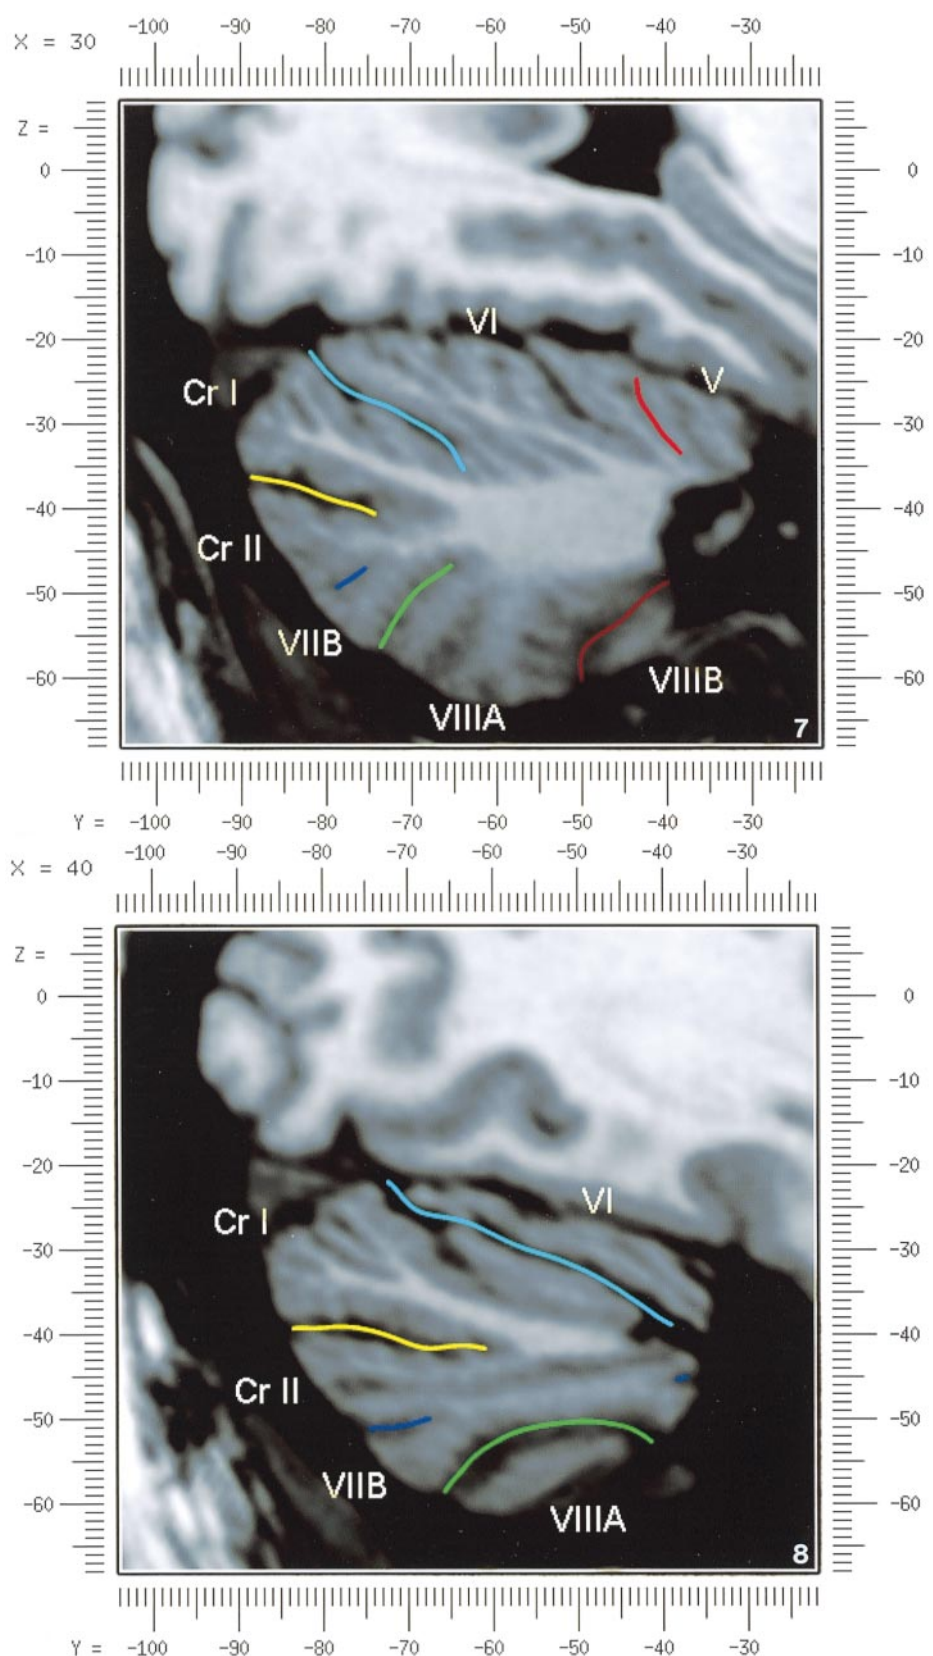 -100 -90 -80 -70 -60 -50 -40 -30
X = 30
Z =
0 0
-10 -10
VI
-20 -20
V
Cr I
-30 -30
-40 -40
Cr II
-50 -50
VIIB
VIIIB
-60 -60
VIIIA
7
Y = -100 -90 -80 -70 -60 -50 -40 -30
-100 -90 -80 -70 -60 -50 -40 -30
X = 40
Z =
0 0
-10 -10
-20 -20
VI
Cr I
-30 -30
-40 -40
Cr II
-50 -50
VIIB
-60 -60
VIIIA
8
Y = -100 -90 -80 -70 -60 -50 -40 -30